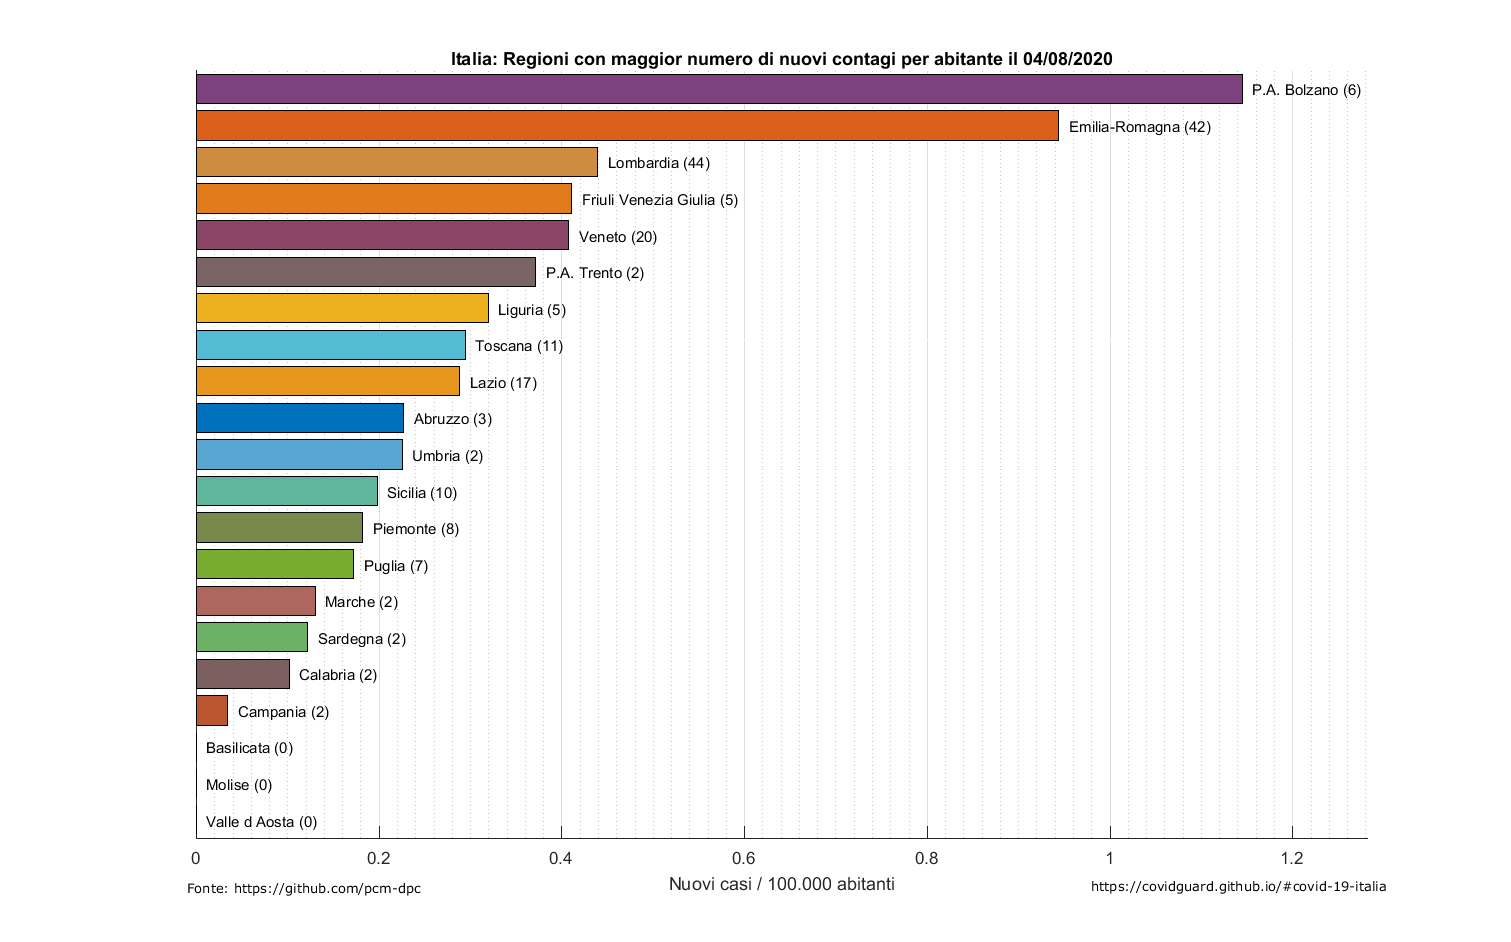 Italia: Regioni con maggior numero di nuovi contagi per abitante il 04/08/2020
P.A. Bolzano (6)
Emilia-Romagna (42)
Lombardia (44)
Friuli Venezia Giulia (5)
Veneto (20)
P.A. Trento (2)
Liguria (5)
Toscana (11)
Lazio (17)
Abruzzo (3)
Umbria (2)
Sicilia (10)
Piemonte (8)
Puglia (7)
Marche (2)
Sardegna (2)
Calabria (2)
Campania (2)
Basilicata (0)
Molise (0)
Valle d Aosta (0)
0 0.2 0.4 0.6 0.8 1 1.2
Nuovi casi / 100.000 abitanti
Fonte: https://github.com/pcm-dpc
https://covidguard.github.io/#covid-19-italia